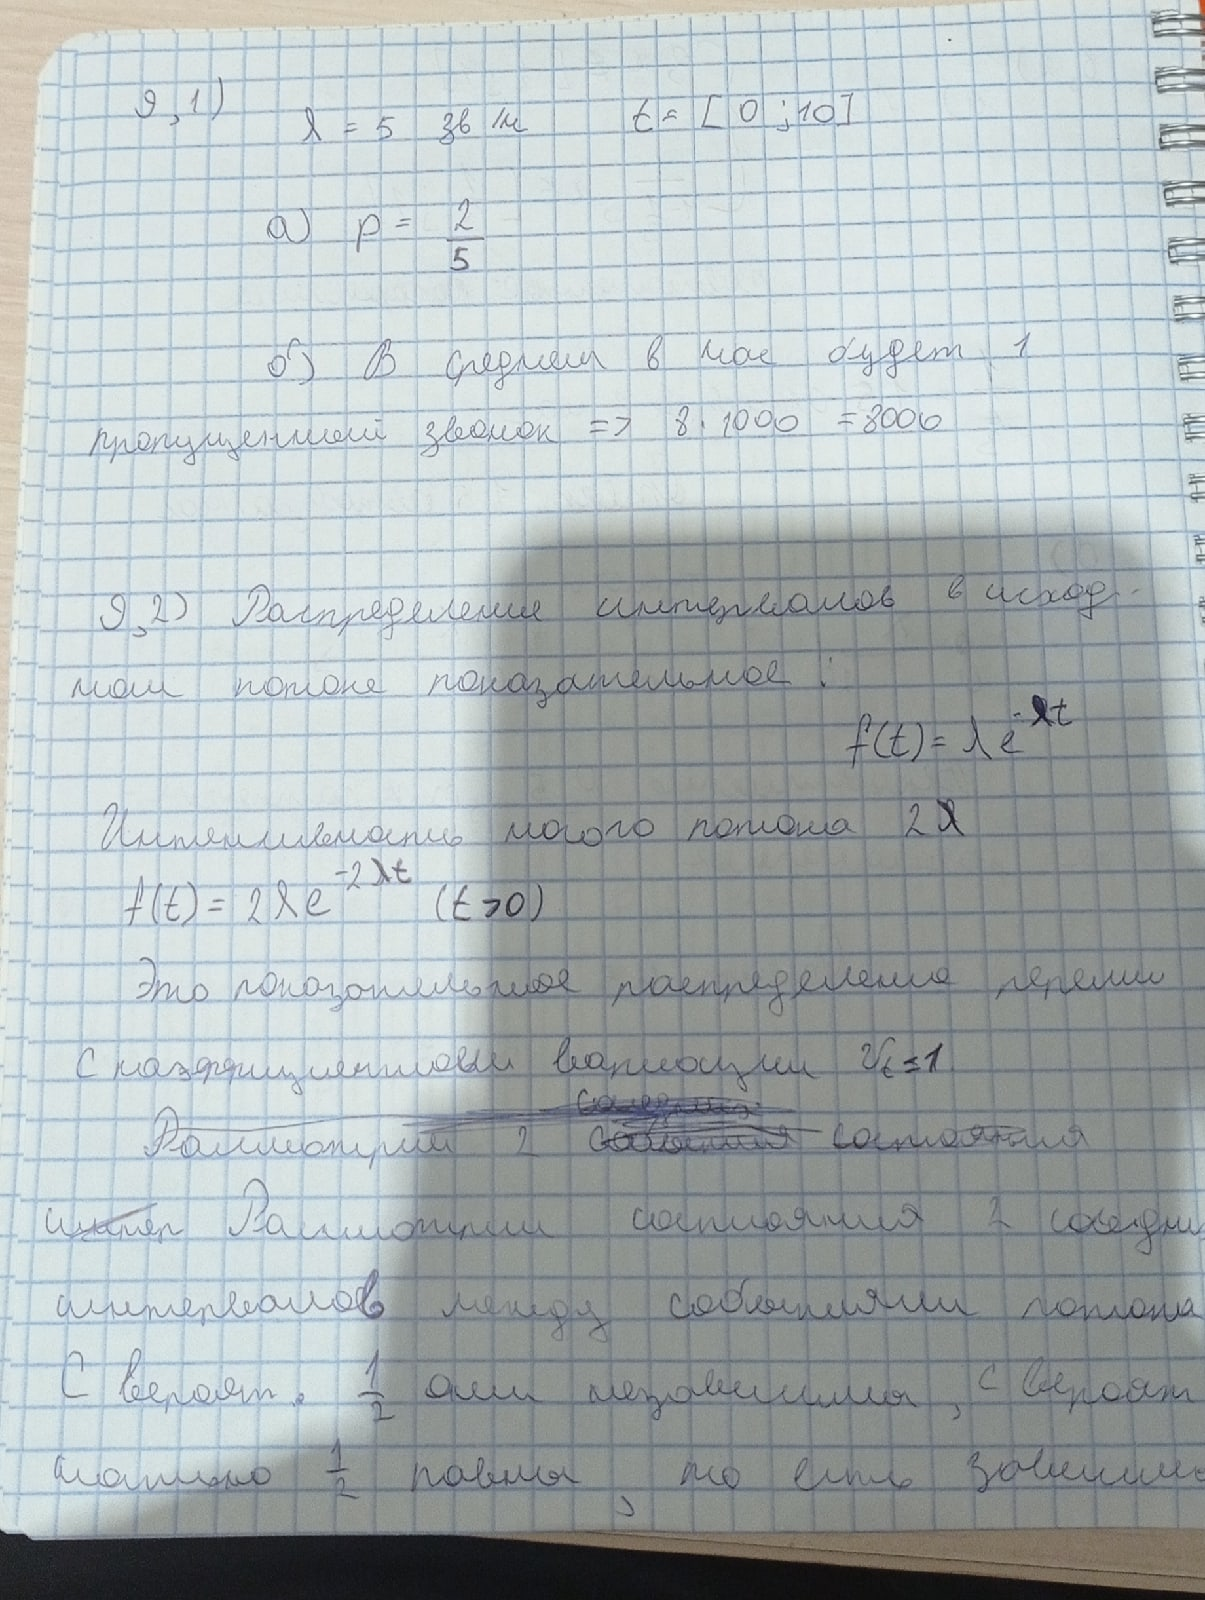 9,1) λ = 5 зв/ч t = [0;10]
а) p = 2/5
б) В среднем в час будет 1
пропущенный звонок => 8·1000 = 8000
9,2) Распределение интервалов в исход-
ном потоке показательное:
f(t) = λe^{-λt}
Интенсивность нового потока 2λ
f(t) = 2λe^{-2λt} (t>0)
Это показательное распределение
с коэффициентом вариации V_t = 1
Рассмотрим 2 состояния
Рассмотрим состояния 2 соседни
интервалов между событиями потока
С вероят. 1/2 они независимы, с вероят
ностью 1/2 равны, то есть зависимы